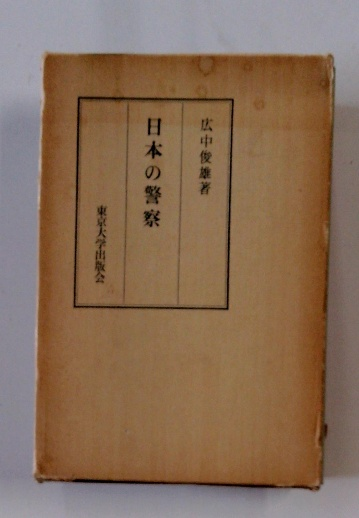 広中俊雄著
日本の警察
東京大学出版会